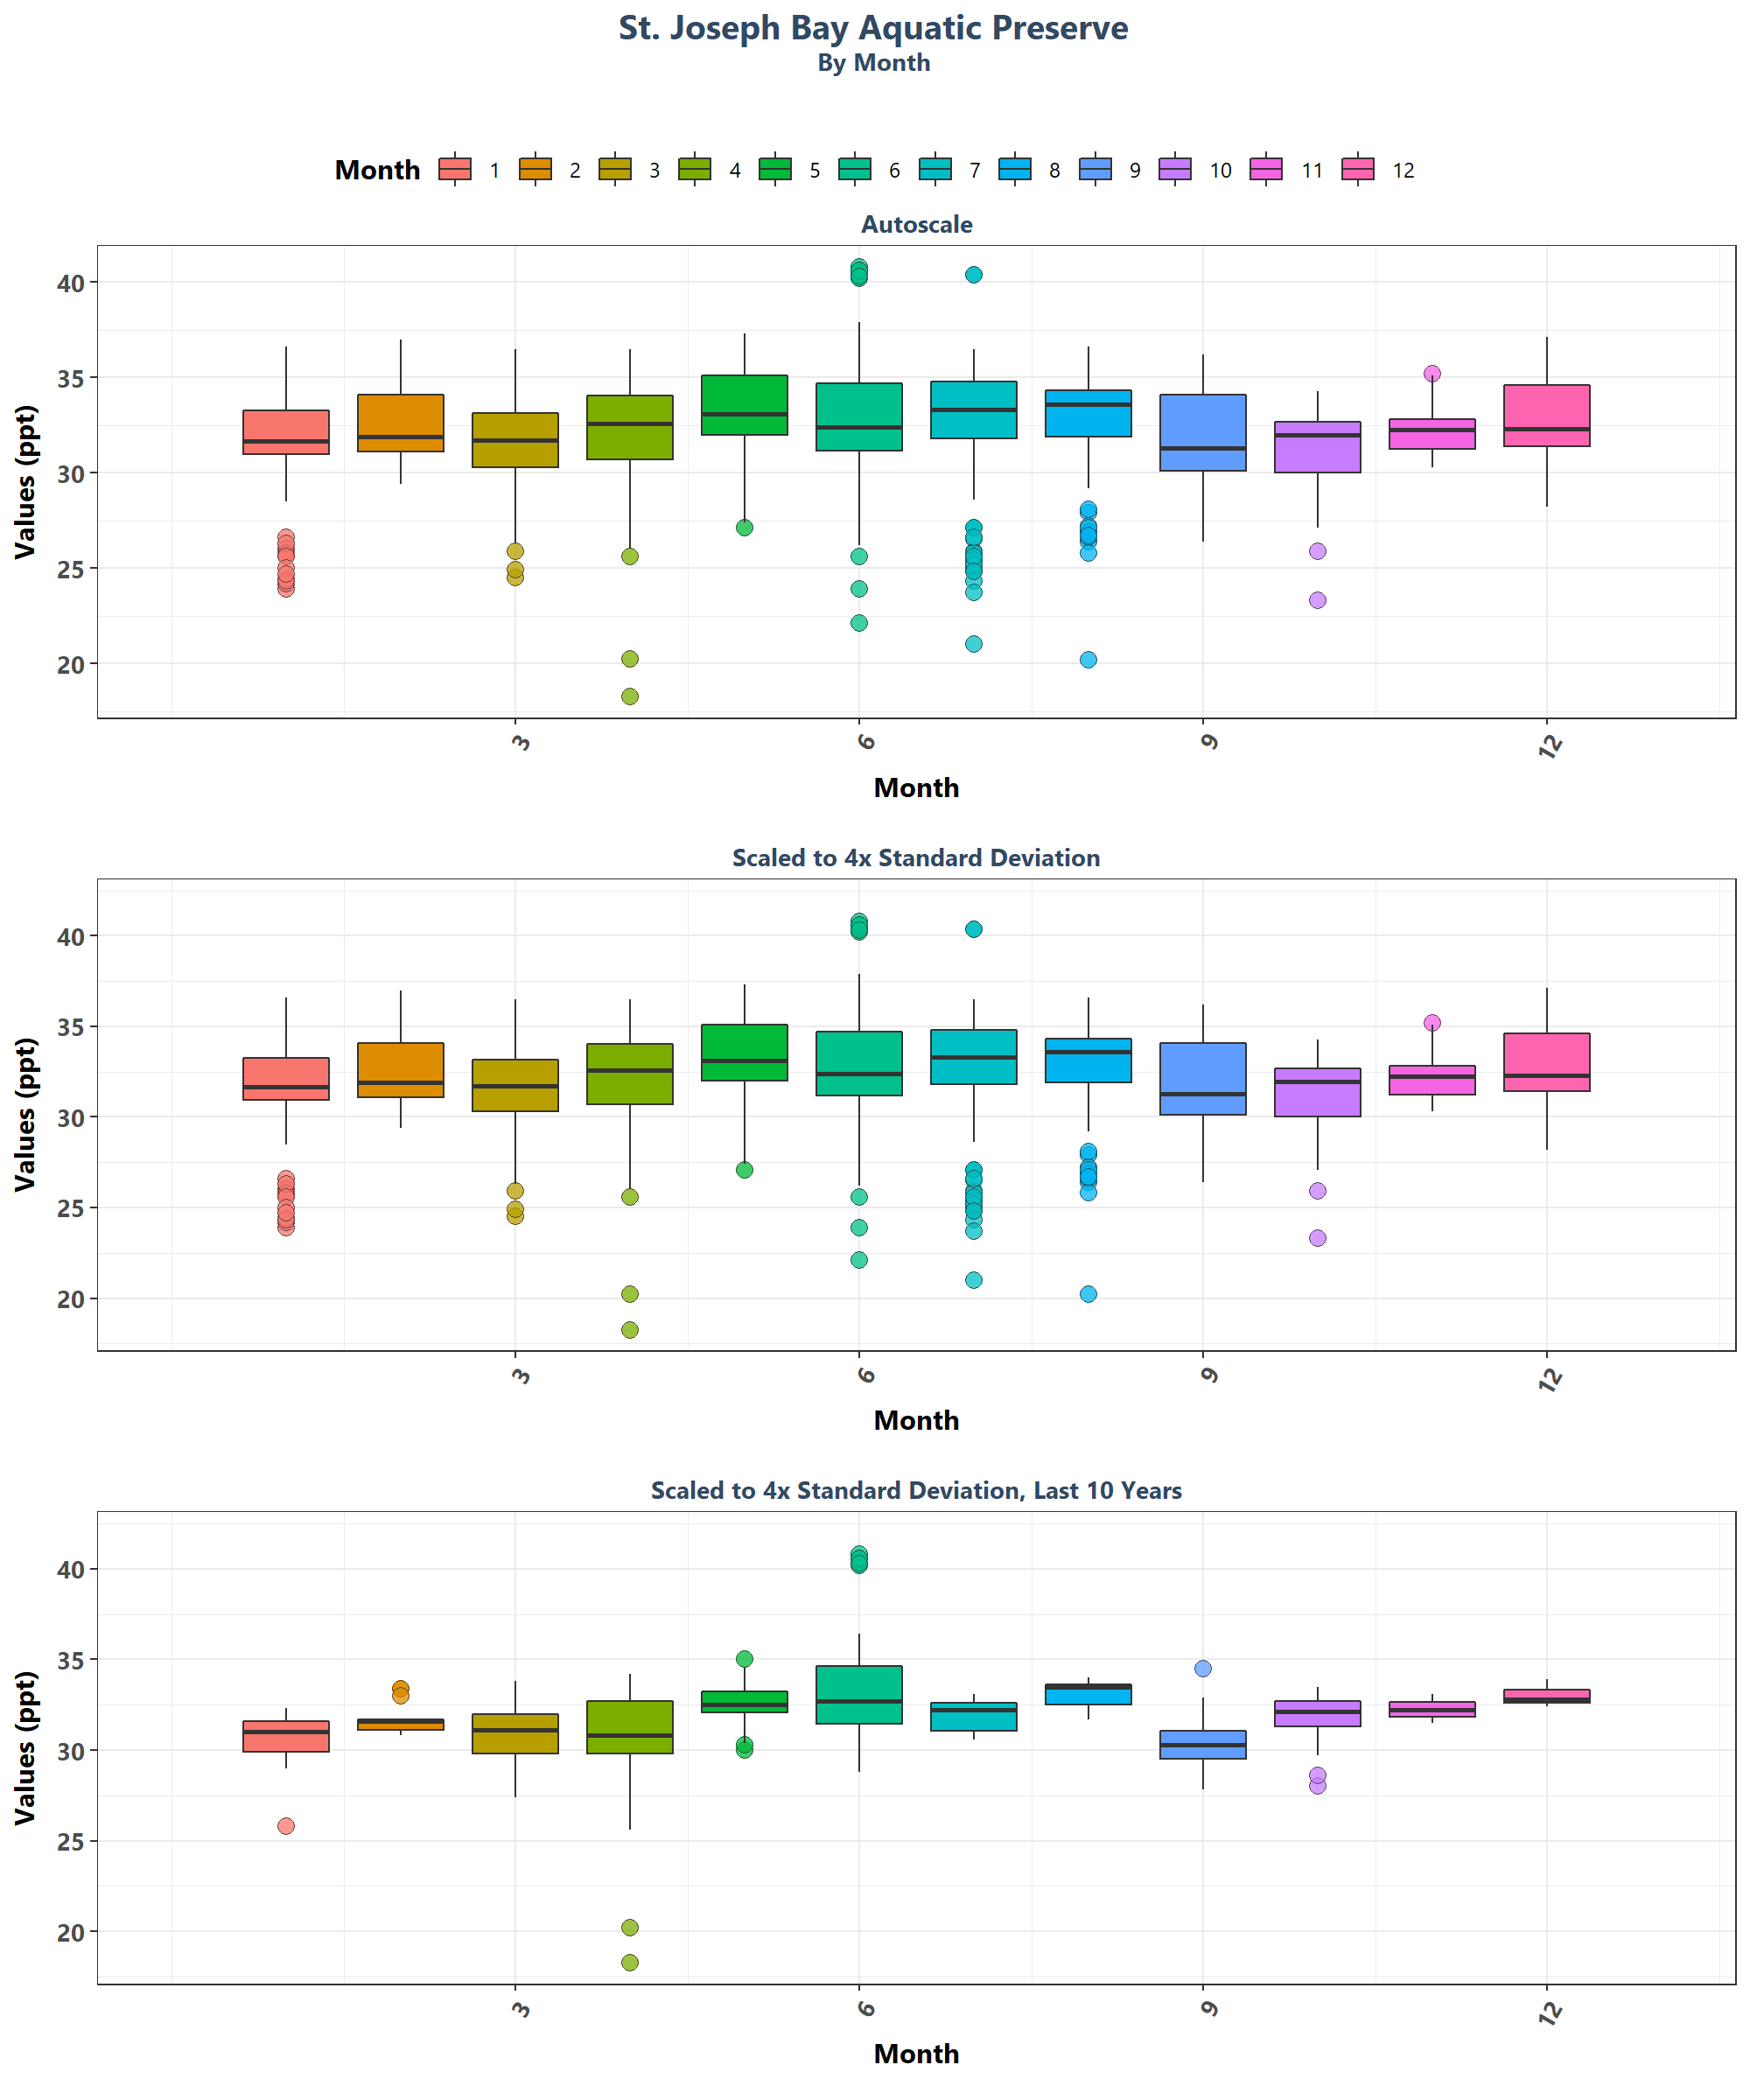 St. Joseph Bay Aquatic Preserve
By Month
Month 1 2 3 4 5 6 7 8 9 10 11 12
Autoscale
Values (ppt)
40
35
30
25
20
3 6 9 12
Month
Scaled to 4x Standard Deviation
Values (ppt)
40
35
30
25
20
3 6 9 12
Month
Scaled to 4x Standard Deviation, Last 10 Years
Values (ppt)
40
35
30
25
20
3 6 9 12
Month